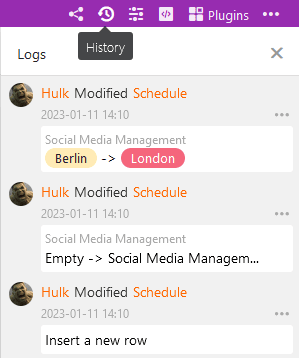 Plugins
History
Logs
Hulk Modified Schedule
2023-01-11 14:10
Social Media Management
Berlin -> London
Hulk Modified Schedule
2023-01-11 14:10
Social Media Management
Empty -> Social Media Managem...
Hulk Modified Schedule
2023-01-11 14:10
Insert a new row